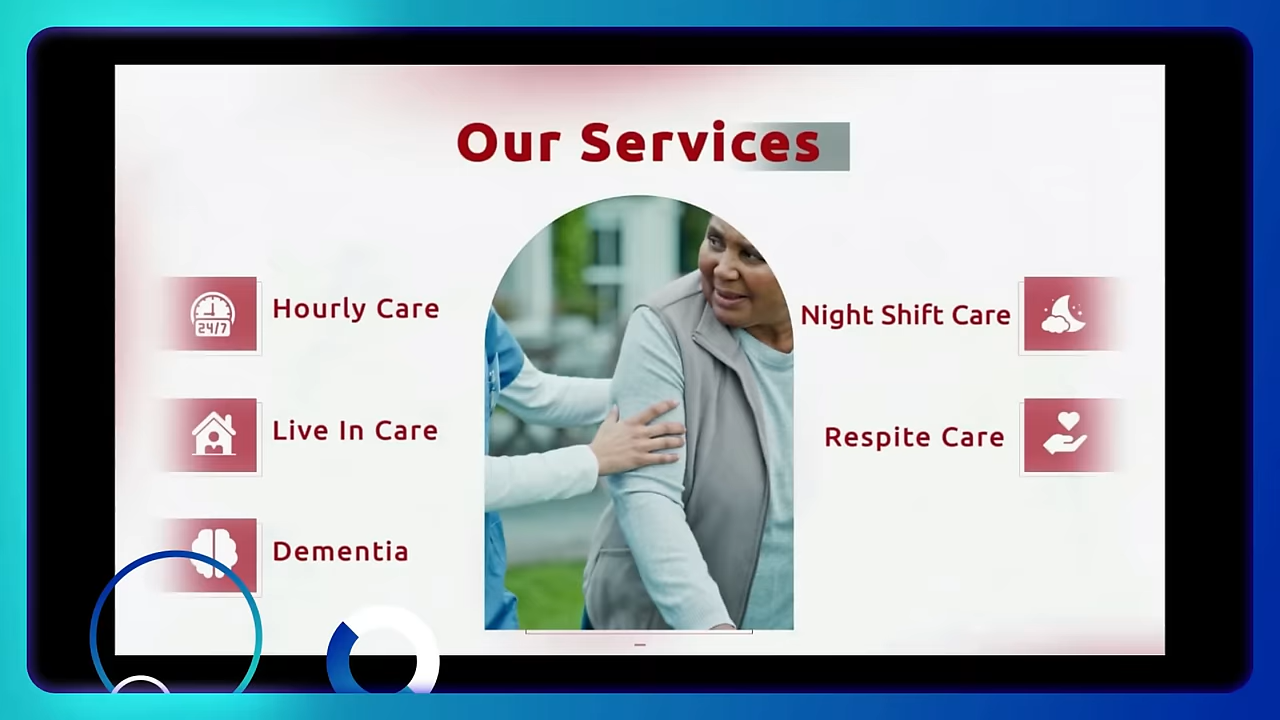 Our Services
24/7
Hourly Care
Live In Care
Dementia
Night Shift Care
Respite Care